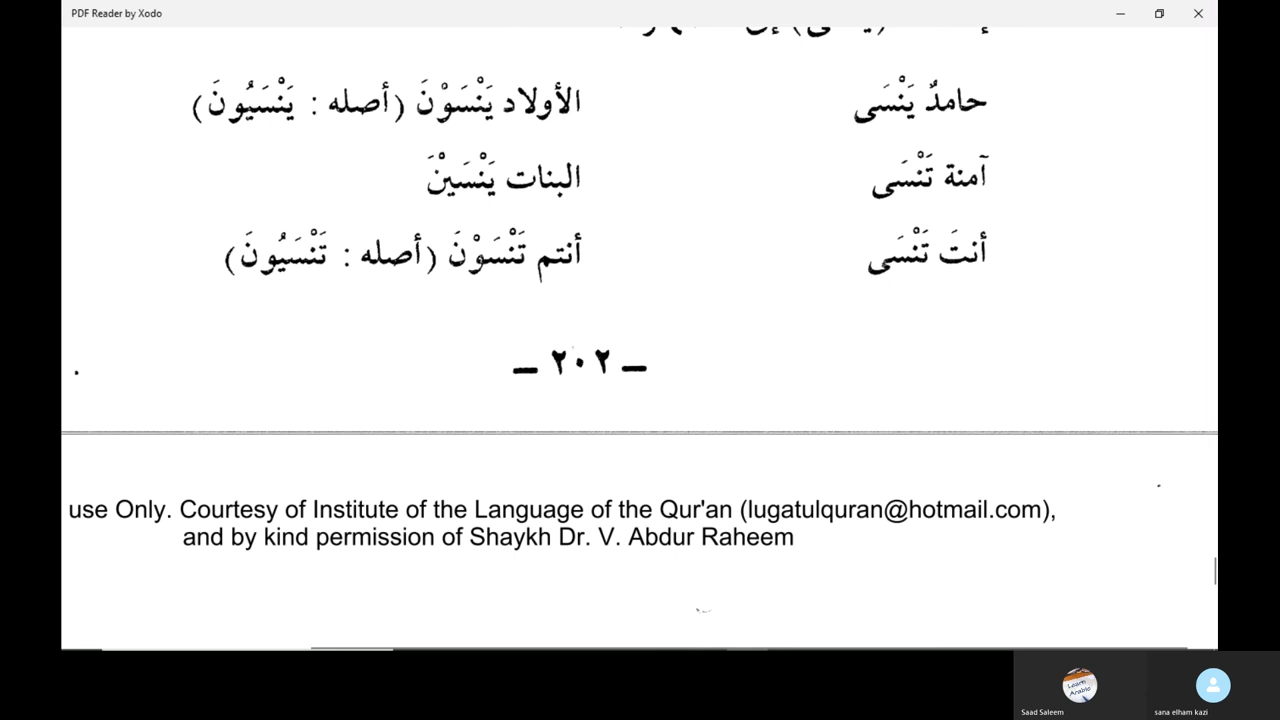 PDF Reader by Xodo
حامدٌ يَنْسَى الأولاد يَنْسَوْنَ (أصله : يَنْسَيُونَ)
آمنة تَنْسَى البنات يَنْسَيْنَ
أنتَ تَنْسَى أنتم تَنْسَوْنَ (أصله : تَنْسَيُونَ)
– ٢٠٢ –
use Only. Courtesy of Institute of the Language of the Qur'an (lugatulquran@hotmail.com),
and by kind permission of Shaykh Dr. V. Abdur Raheem
Learn Arabic
Saad Saleem
sana elham kazi